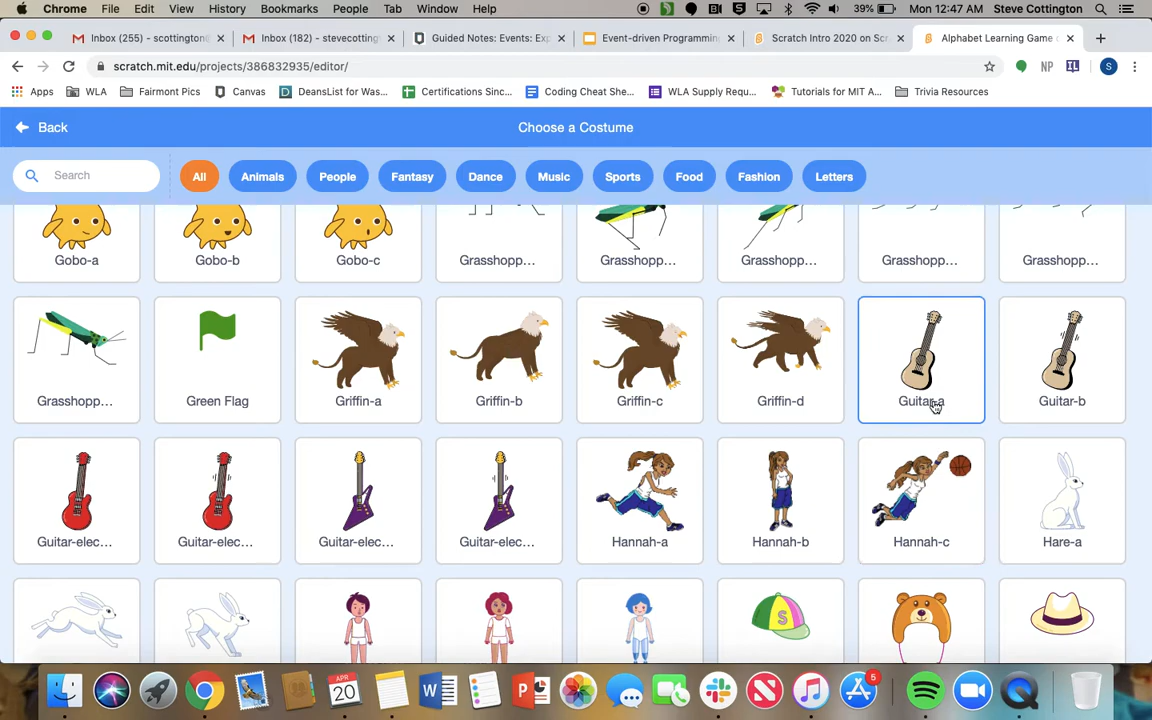 Chrome File Edit View History Bookmarks People Tab Window Help 39% Mon 12:47 AM Steve Cottington
Inbox (255) - scottington@ Inbox (182) - stevecotting Guided Notes: Events: Exp Event-driven Programming Scratch Intro 2020 on Scr Alphabet Learning Game o
scratch.mit.edu/projects/386832935/editor/ NP IL S
Apps WLA Fairmont Pics Canvas DeansList for Was... Certifications Sinc... Coding Cheat She... WLA Supply Requ... Tutorials for MIT A... Trivia Resources
Back Choose a Costume
Search All Animals People Fantasy Dance Music Sports Food Fashion Letters
Gobo-a Gobo-b Gobo-c Grasshopp... Grasshopp... Grasshopp... Grasshopp... Grasshopp...
Grasshopp... Green Flag Griffin-a Griffin-b Griffin-c Griffin-d Guitar-a Guitar-b
Guitar-elec... Guitar-elec... Guitar-elec... Guitar-elec... Hannah-a Hannah-b Hannah-c Hare-a
S
APR
20
5